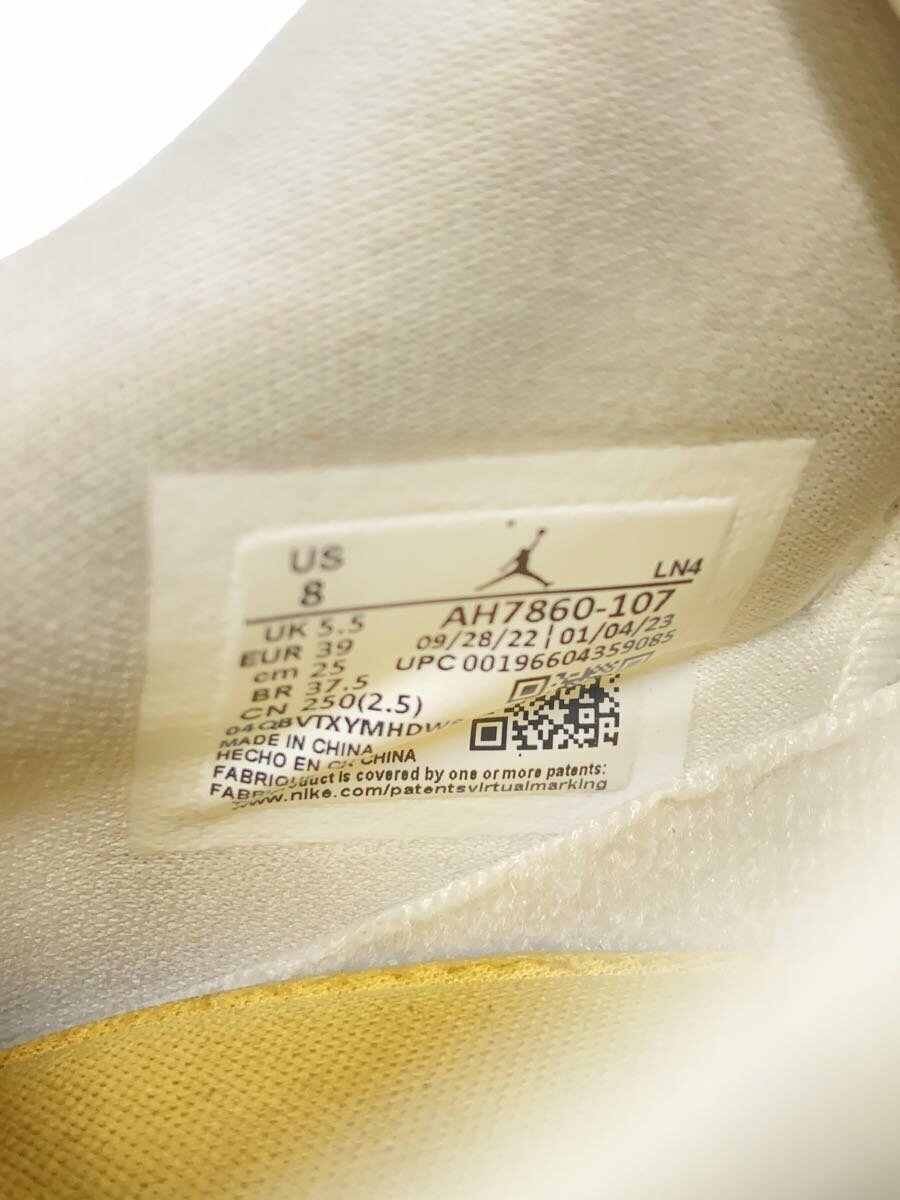 US
8
LN4
UK 5.5
EUR 39
cm 25
BR 37.5
CN 250(2.5)
AH7860-107
09/28/22 | 01/04/23
UPC 00196604359085
MADE IN CHINA
HECHO EN CHINA
is covered by one or more patents:
www.nike.com/patentsvirtualmarking